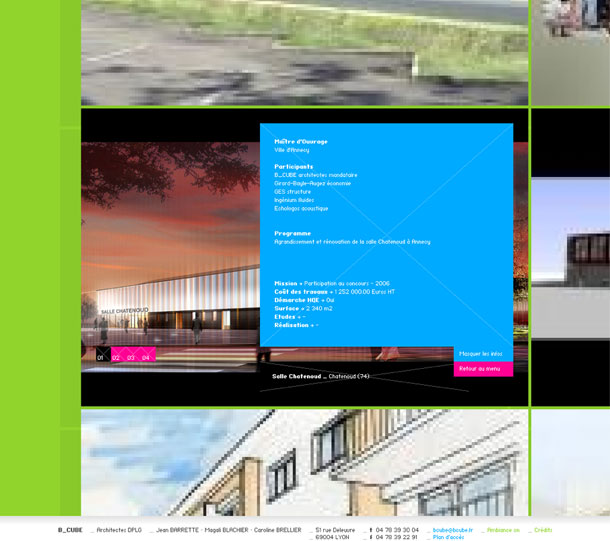 Maître d'Ouvrage
Ville d'Annecy
Participants
B_CUBE architectes mandataire
Girard-Bayle-Augez économie
GES structure
Ingénium fluides
Echologos acoustique
Programme
Agrandissement et rénovation de la salle Chatenoud à Annecy
Mission + Participation au concours - 2006
Coût des travaux + 1 252 000.00 Euros HT
Démarche HQE + Oui
Surface + 2 340 m2
Etudes + -
Réalisation + -
SALLE CHATENOUD
01 02 03 04
Masquer les infos
Retour au menu
Salle Chatenoud _ Chatenoud (74)
B_CUBE _ Architectes DPLG _ Jean BARRETTE - Magali BLACHIER - Caroline BRELLIER _ 51 rue Deleuvre _ t 04 78 39 30 04 _ bcube@bcube.fr _ Ambiance on _ Crédits
_ 69004 LYON _ f 04 78 39 22 91 _ Plan d'accès